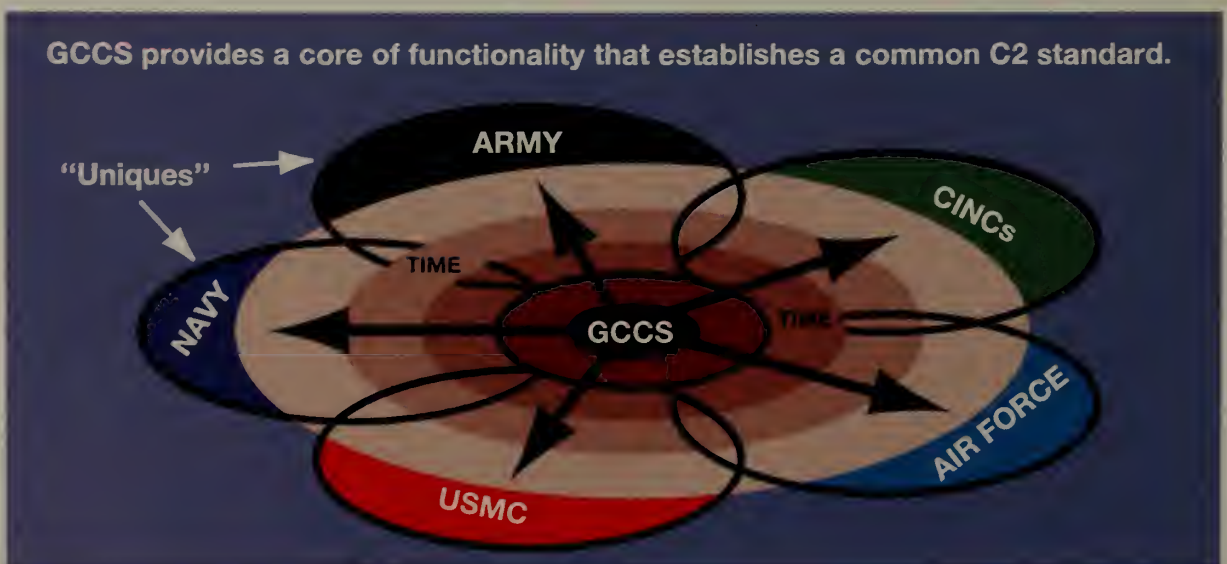 GCCS provides a core of functionality that establishes a common C2 standard.
ARMY
"Uniques"
CINCs
TIME
NAVY
GCCS
TIME
AIR FORCE
USMC